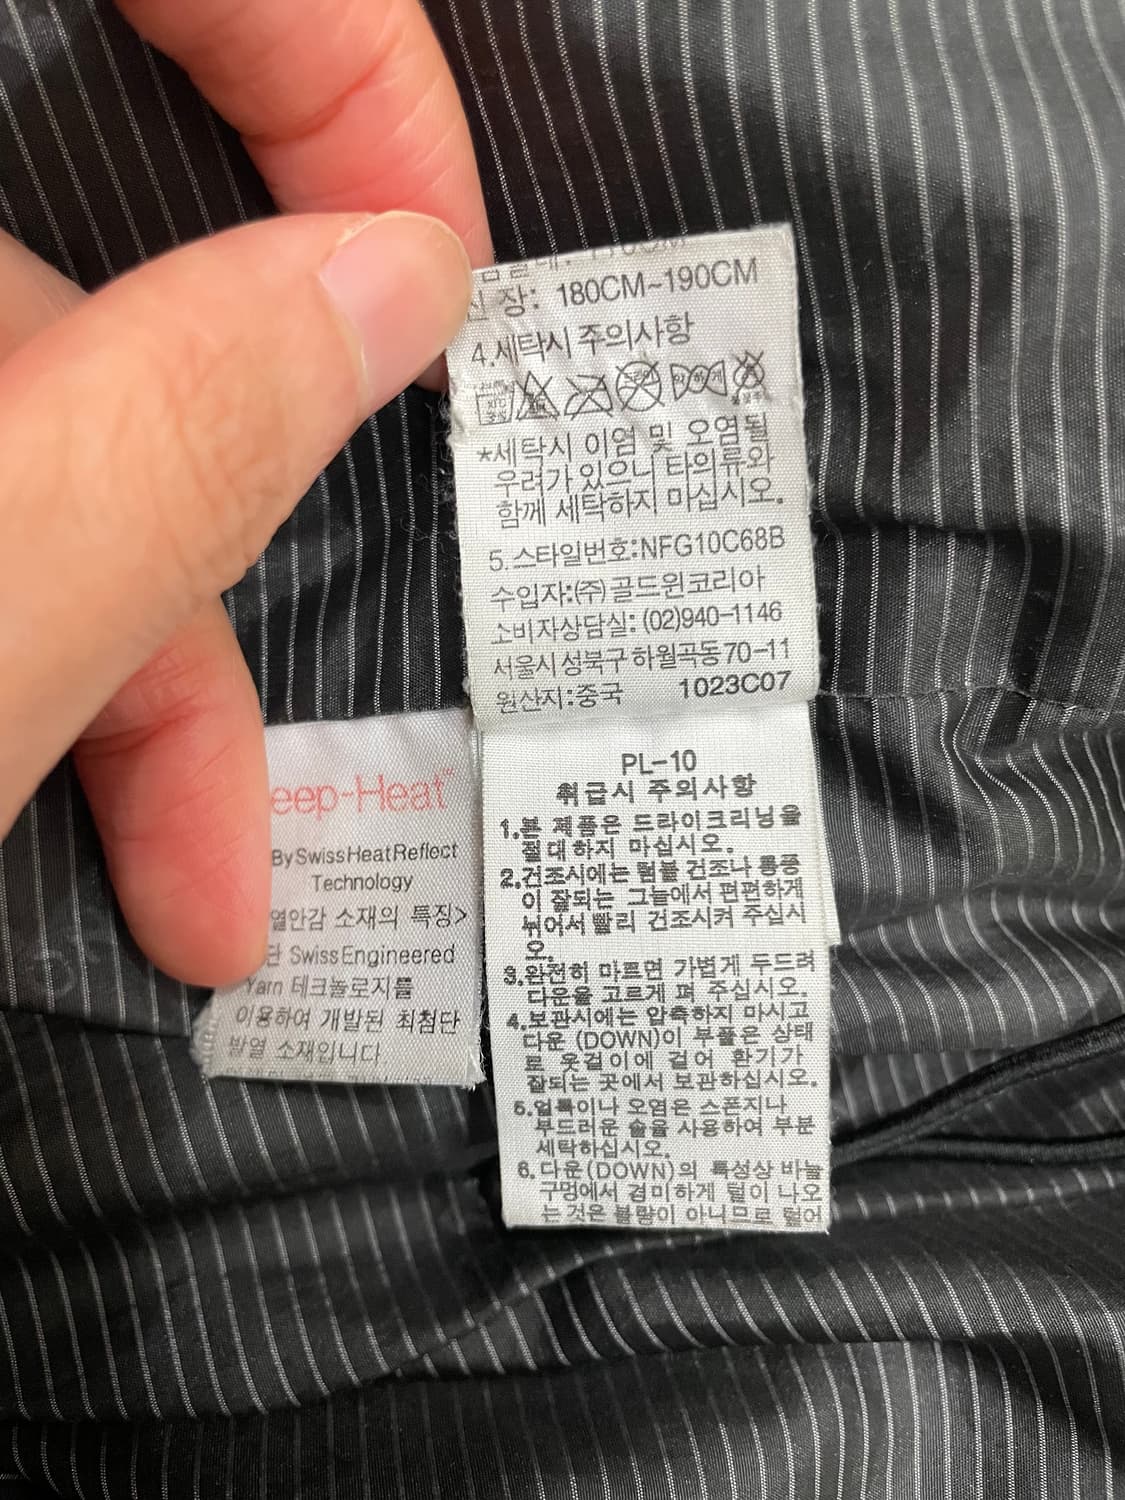 신 장: 180CM~190CM
4.세탁시 주의사항
*세탁시 이염 및 오염될
우려가 있으니 타의류와
함께 세탁하지 마십시오.
5.스타일번호:NFG10C68B
수입자:(주)골드윈코리아
소비자상담실:(02)940-1146
서울시 성북구 하월곡동 70-11
원산지:중국 1023C07
eep-Heat™
By SwissHeatReflect
Technology
열안감 소재의 특징>
단 SwissEngineered
Yarn 테크놀로지를
이용하여 개발된 최첨단
발열 소재입니다
PL-10
취급시 주의사항
1.본 제품은 드라이크리닝을
절대하지 마십시오.
2.건조시에는 텀블 건조나 통풍
이 잘되는 그늘에서 편편하게
뉘어서 빨리 건조시켜 주십시
오.
3.완전히 마르면 가볍게 두드려
다운을 고르게 펴 주십시오.
4.보관시에는 압축하지 마시고
다운 (DOWN)이 부풀은 상태
로 옷걸이에 걸어 환기가
잘되는 곳에서 보관하십시오.
5.얼룩이나 오염은 스폰지나
부드러운 솔을 사용하여 부분
세탁하십시오.
6.다운(DOWN)의 특성상 바늘
구멍에서 경미하게 털이 나오
는것은 불량이 아니므로 털어